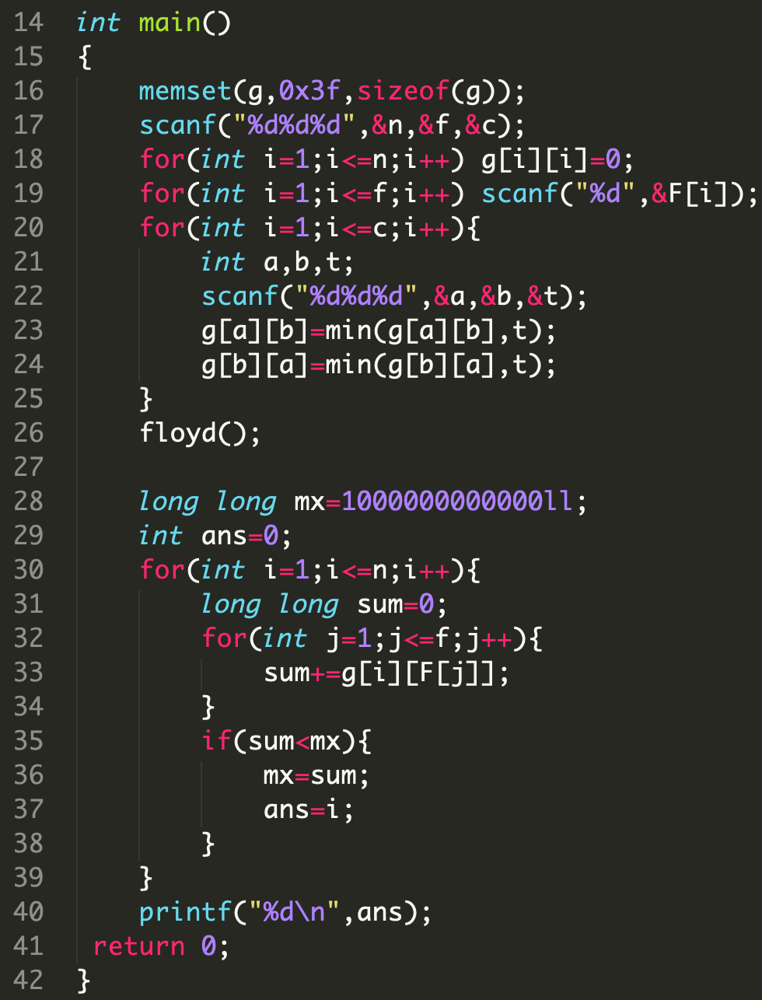 14 int main()
15 {
16     memset(g,0x3f,sizeof(g));
17     scanf("%d%d%d",&n,&f,&c);
18     for(int i=1;i<=n;i++) g[i][i]=0;
19     for(int i=1;i<=f;i++) scanf("%d",&F[i]);
20     for(int i=1;i<=c;i++){
21         int a,b,t;
22         scanf("%d%d%d",&a,&b,&t);
23         g[a][b]=min(g[a][b],t);
24         g[b][a]=min(g[b][a],t);
25     }
26     floyd();
27
28     long long mx=1000000000000ll;
29     int ans=0;
30     for(int i=1;i<=n;i++){
31         long long sum=0;
32         for(int j=1;j<=f;j++){
33             sum+=g[i][F[j]];
34         }
35         if(sum<mx){
36             mx=sum;
37             ans=i;
38         }
39     }
40     printf("%d\n",ans);
41  return 0;
42 }